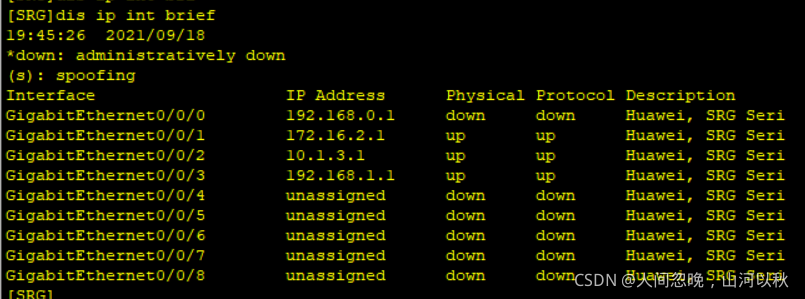 [SRG]dis ip int brief
19:45:26 2021/09/18
*down: administratively down
(s): spoofing
Interface IP Address Physical Protocol Description
GigabitEthernet0/0/0 192.168.0.1 down down Huawei, SRG Seri
GigabitEthernet0/0/1 172.16.2.1 up up Huawei, SRG Seri
GigabitEthernet0/0/2 10.1.3.1 up up Huawei, SRG Seri
GigabitEthernet0/0/3 192.168.1.1 up up Huawei, SRG Seri
GigabitEthernet0/0/4 unassigned down down Huawei, SRG Seri
GigabitEthernet0/0/5 unassigned down down Huawei, SRG Seri
GigabitEthernet0/0/6 unassigned down down Huawei, SRG Seri
GigabitEthernet0/0/7 unassigned down down Huawei, SRG Seri
GigabitEthernet0/0/8 unassigned down down Huawei, SRG Seri
CSDN @人间忽晚，山河以秋
[SRG]